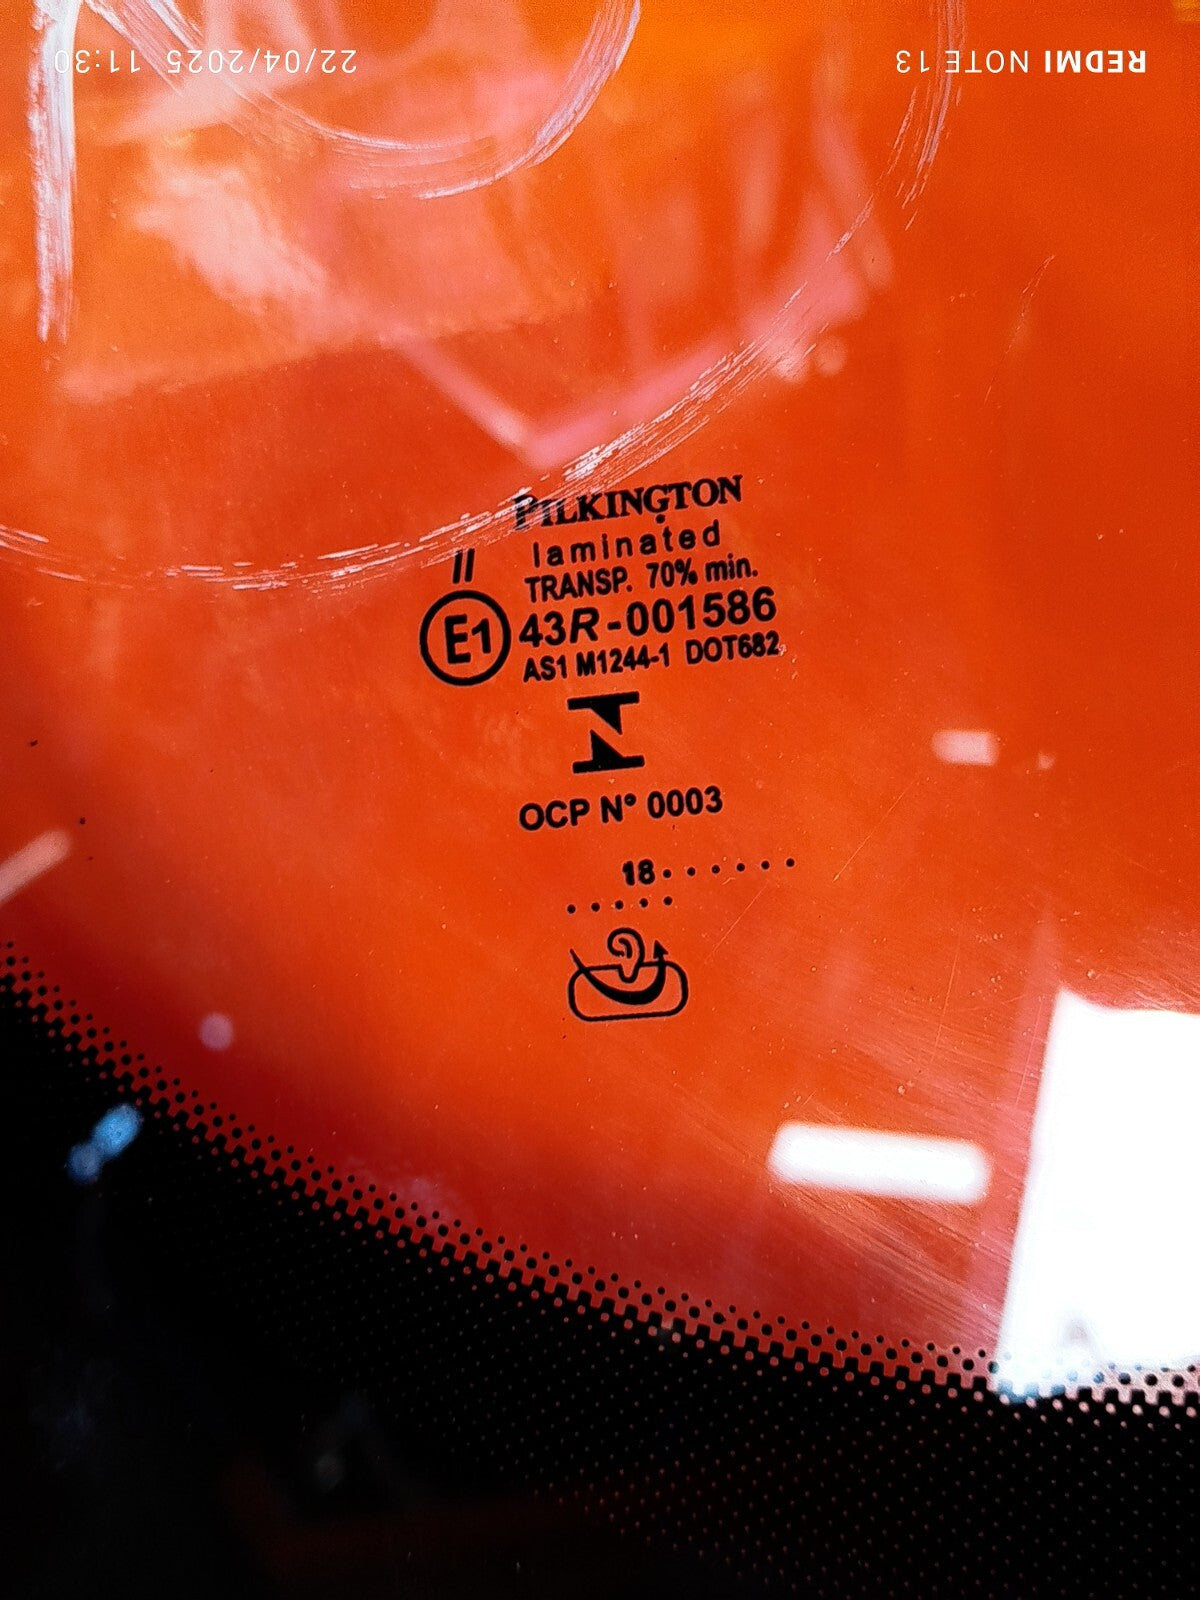 REDMI NOTE 13
22/04/2025 11:30
PILKINGTON
laminated
II TRANSP. 70% min.
E1 43R-001586
AS1 M1244-1 DOT682
OCP N° 0003
18.......
.....